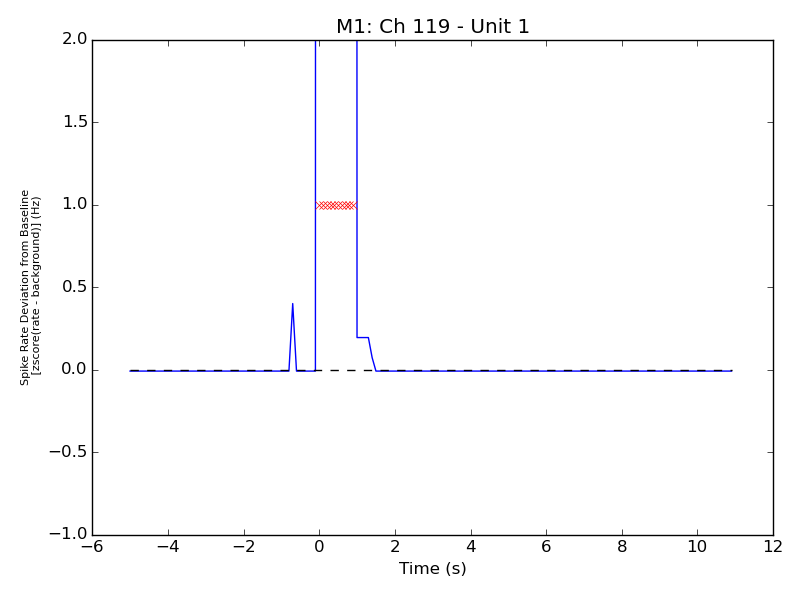 M1: Ch 119 - Unit 1
2.0
1.5
1.0
0.5
0.0
−0.5
−1.0
Spike Rate Deviation from Baseline
[zscore(rate - background)] (Hz)
−6 −4 −2 0 2 4 6 8 10 12
Time (s)